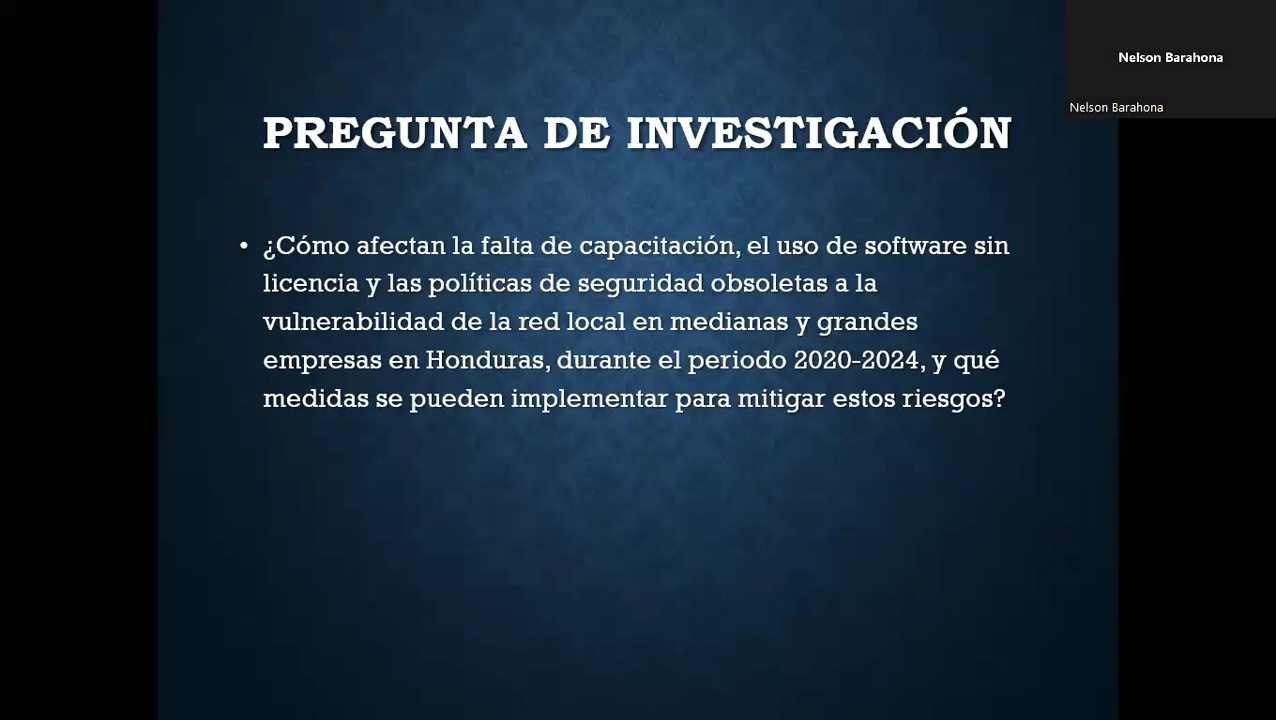 Nelson Barahona
Nelson Barahona
PREGUNTA DE INVESTIGACIÓN
• ¿Cómo afectan la falta de capacitación, el uso de software sin
licencia y las políticas de seguridad obsoletas a la
vulnerabilidad de la red local en medianas y grandes
empresas en Honduras, durante el periodo 2020-2024, y qué
medidas se pueden implementar para mitigar estos riesgos?